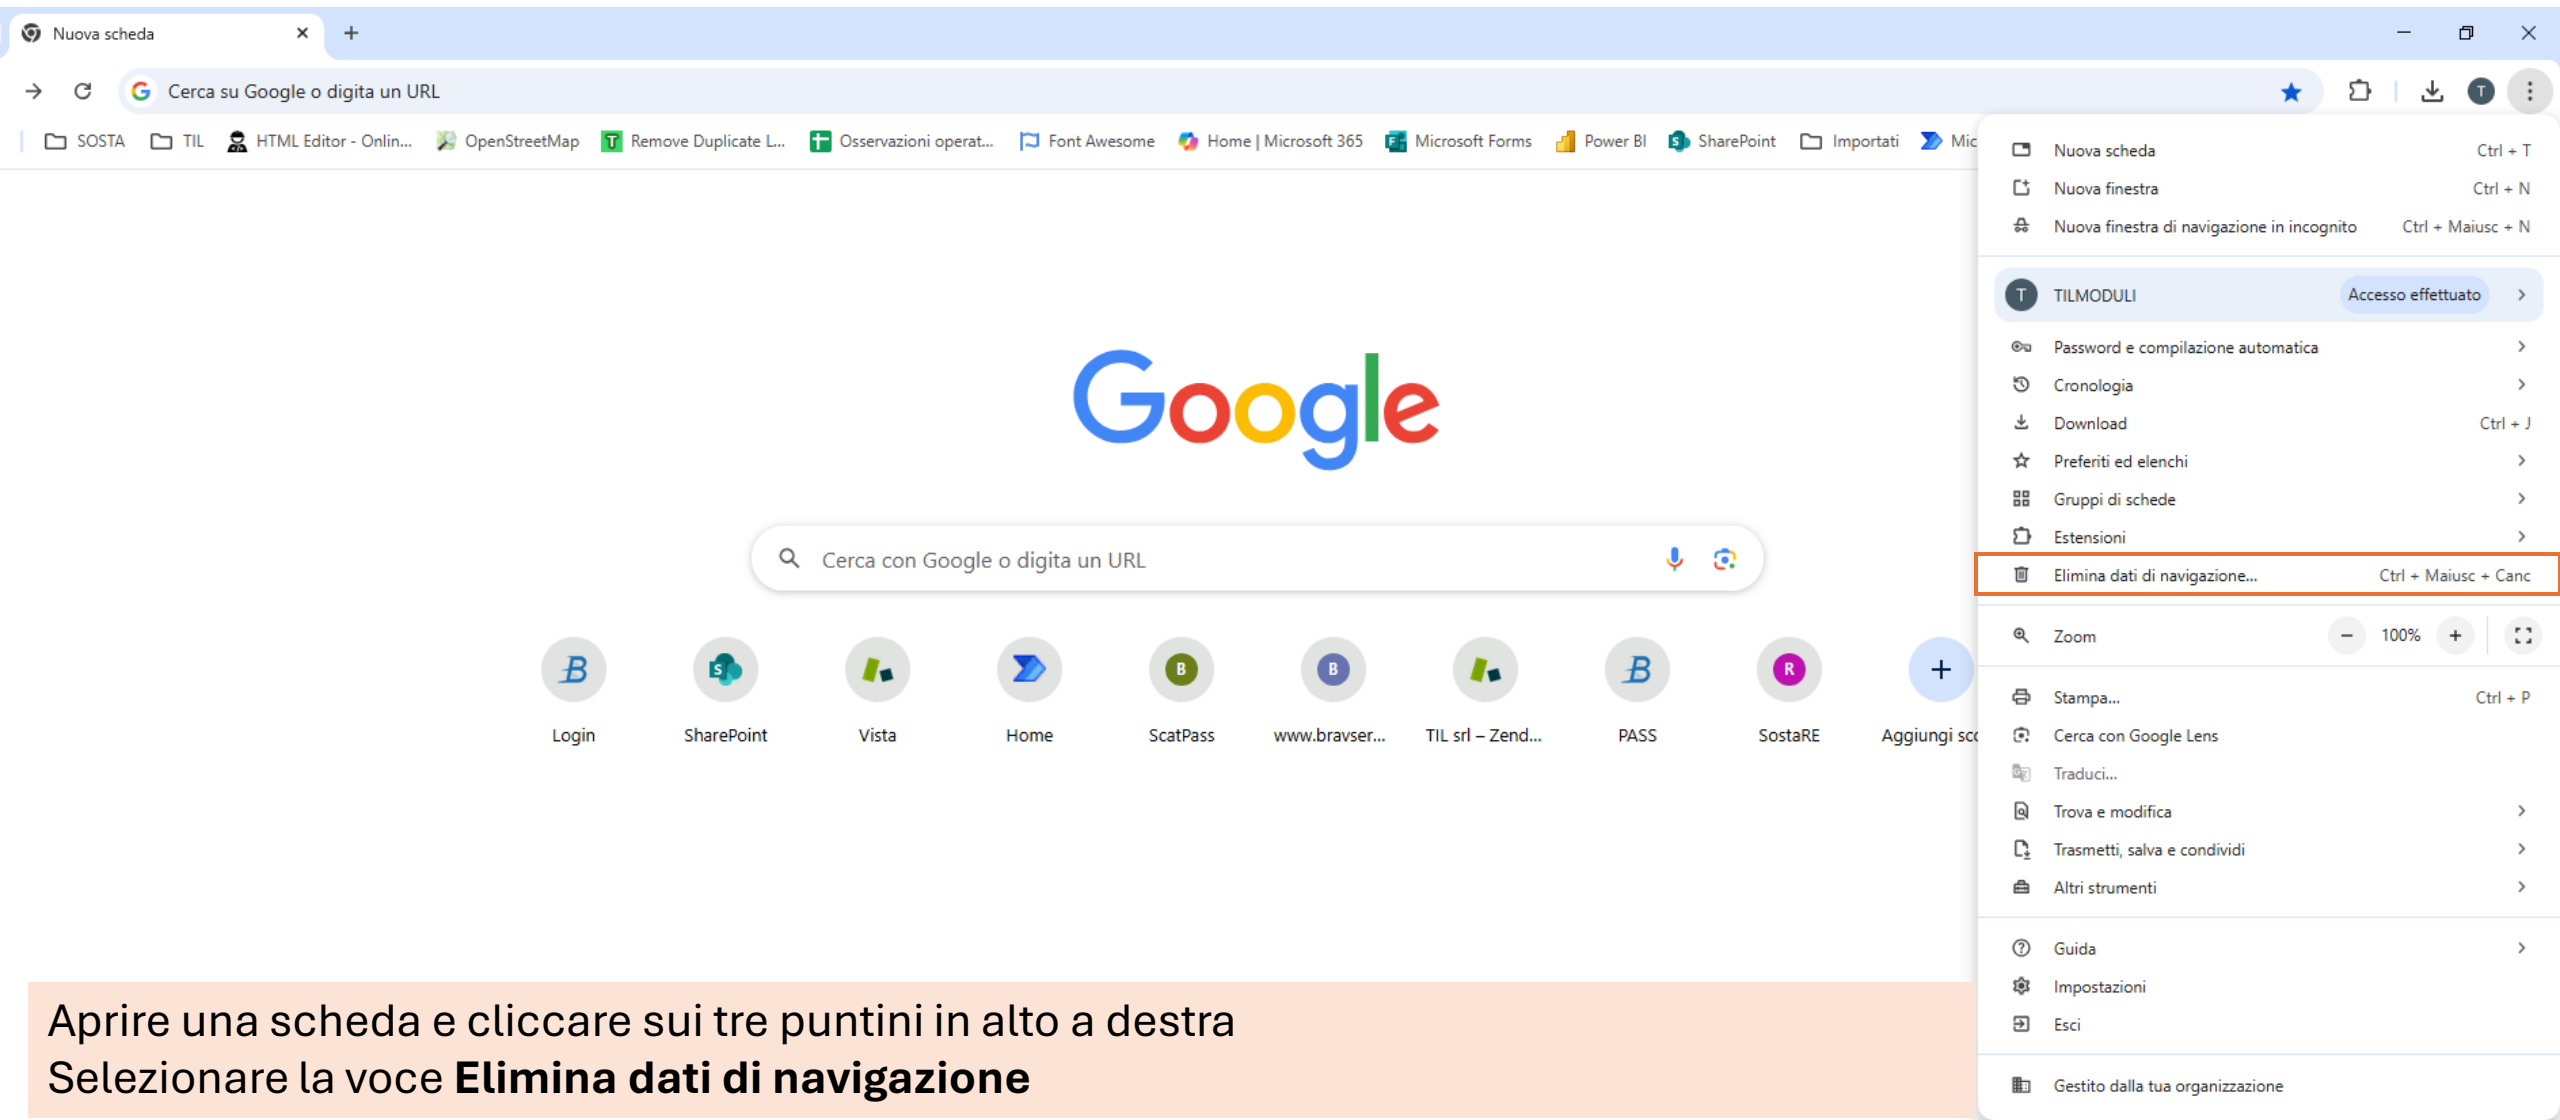 Nuova scheda
Cerca su Google o digita un URL
T
SOSTA TIL HTML Editor - Onlin... OpenStreetMap Remove Duplicate L... Osservazioni operat... Font Awesome Home | Microsoft 365 Microsoft Forms Power BI SharePoint Importati Mic
Nuova scheda Ctrl + T
Nuova finestra Ctrl + N
Nuova finestra di navigazione in incognito Ctrl + Maiusc + N
T TILMODULI Accesso effettuato
Password e compilazione automatica
Cronologia
Download Ctrl + J
Preferiti ed elenchi
Gruppi di schede
Estensioni
Elimina dati di navigazione... Ctrl + Maiusc + Canc
Zoom - 100% +
Stampa... Ctrl + P
Cerca con Google Lens
Traduci...
Trova e modifica
Trasmetti, salva e condividi
Altri strumenti
Guida
Impostazioni
Esci
Gestito dalla tua organizzazione
Google
Cerca con Google o digita un URL
B S B B B R
Login SharePoint Vista Home ScatPass www.bravser... TIL srl – Zend... PASS SostaRE Aggiungi sco
Aprire una scheda e cliccare sui tre puntini in alto a destra
Selezionare la voce Elimina dati di navigazione